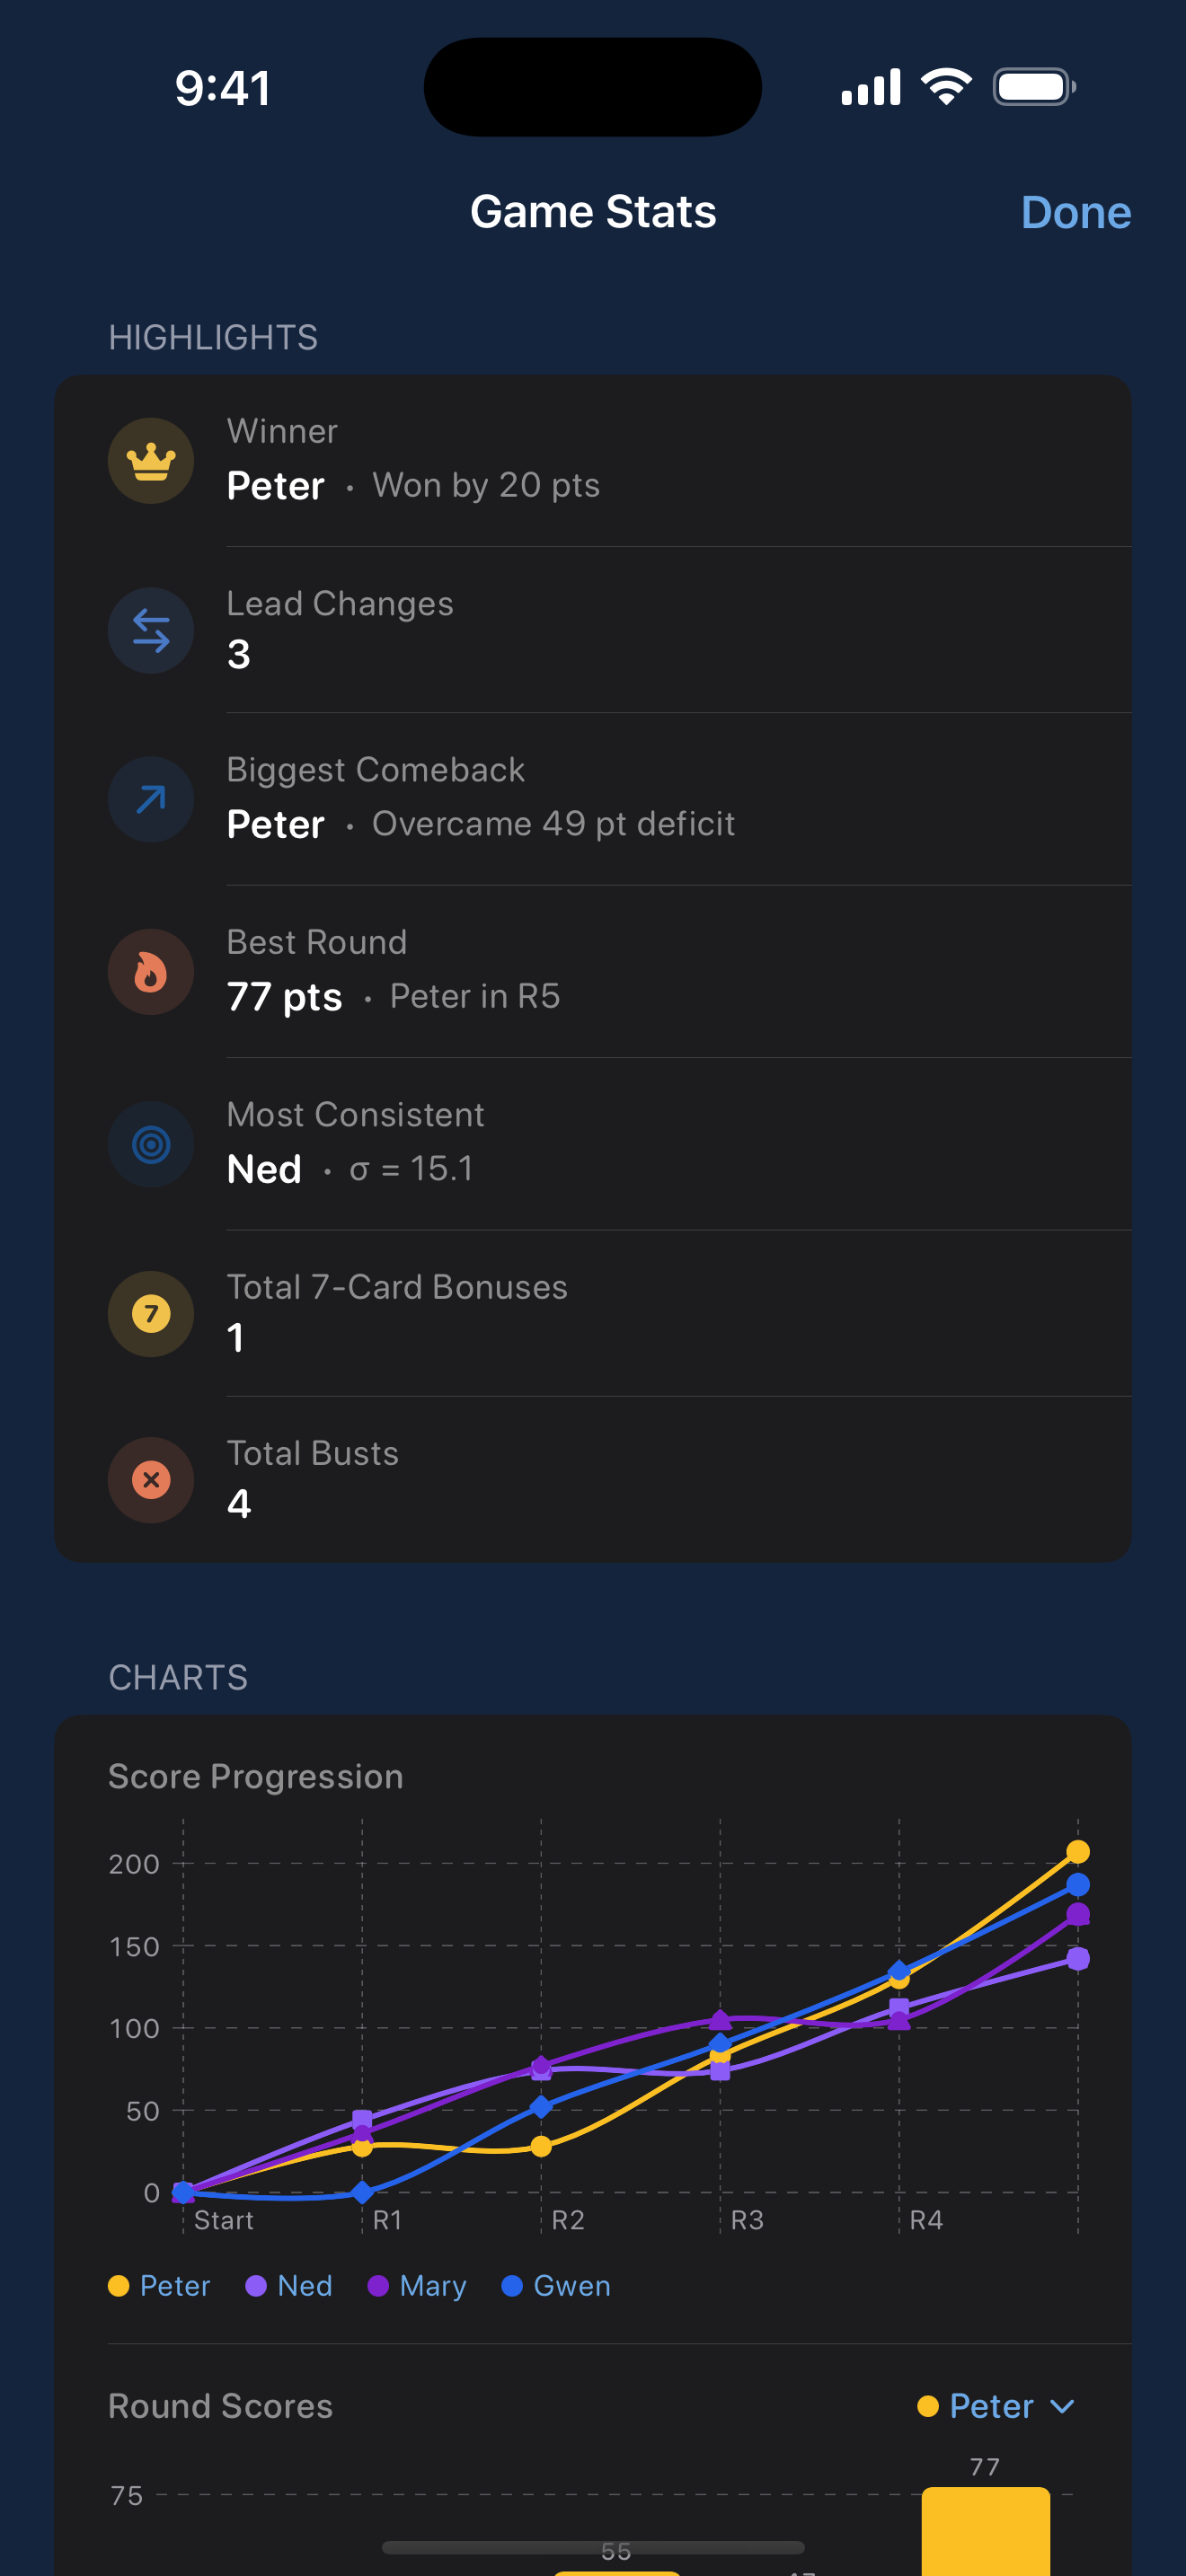 9:41
Game Stats
Done
HIGHLIGHTS
Winner
Peter · Won by 20 pts
Lead Changes
3
Biggest Comeback
Peter · Overcame 49 pt deficit
Best Round
77 pts · Peter in R5
Most Consistent
Ned · σ = 15.1
Total 7-Card Bonuses
7
1
Total Busts
4
CHARTS
Score Progression
200
150
100
50
0
Start R1 R2 R3 R4
Peter Ned Mary Gwen
Round Scores
Peter
77
75
55